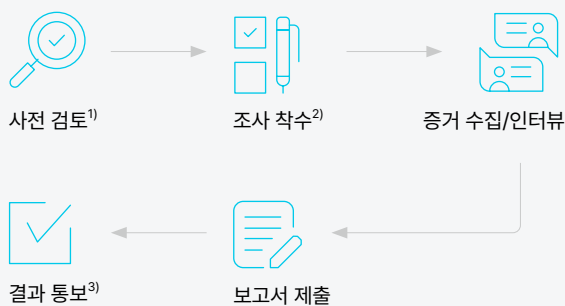 사전 검토1)
조사 착수2)
증거 수집/인터뷰
결과 통보3)
보고서 제출